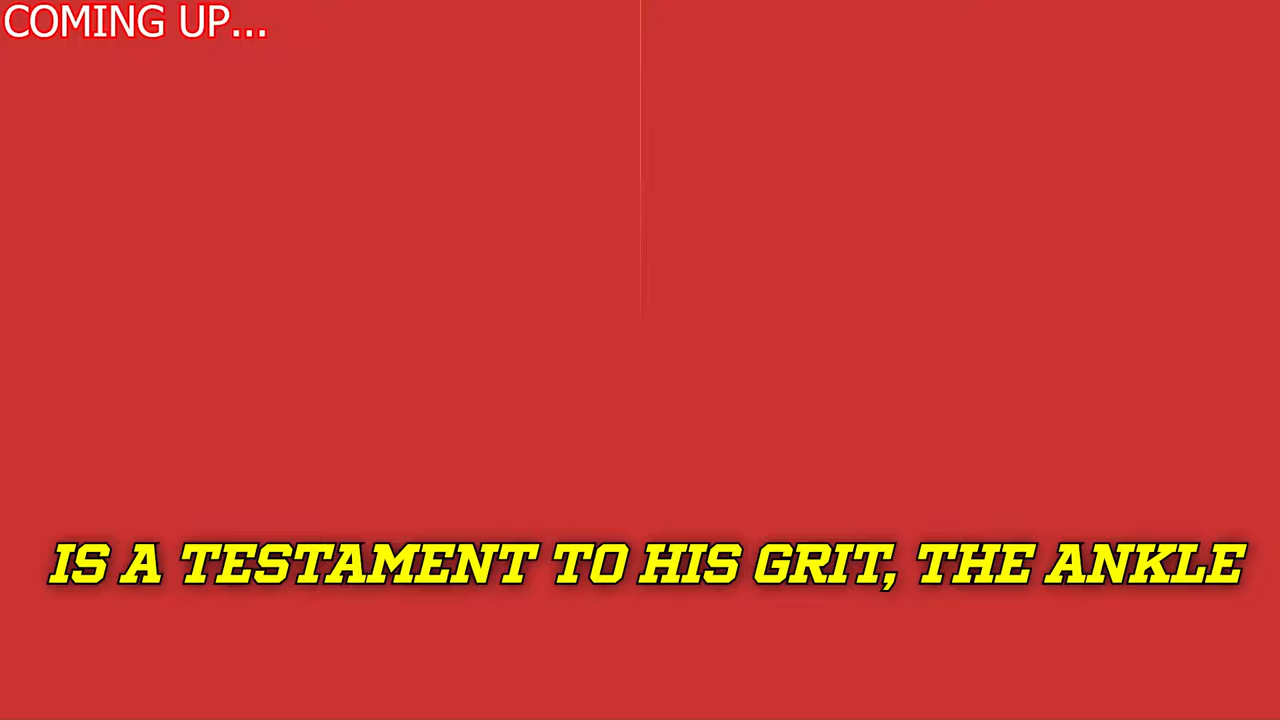 COMING UP...
IS A TESTAMENT TO HIS GRIT, THE ANKLE